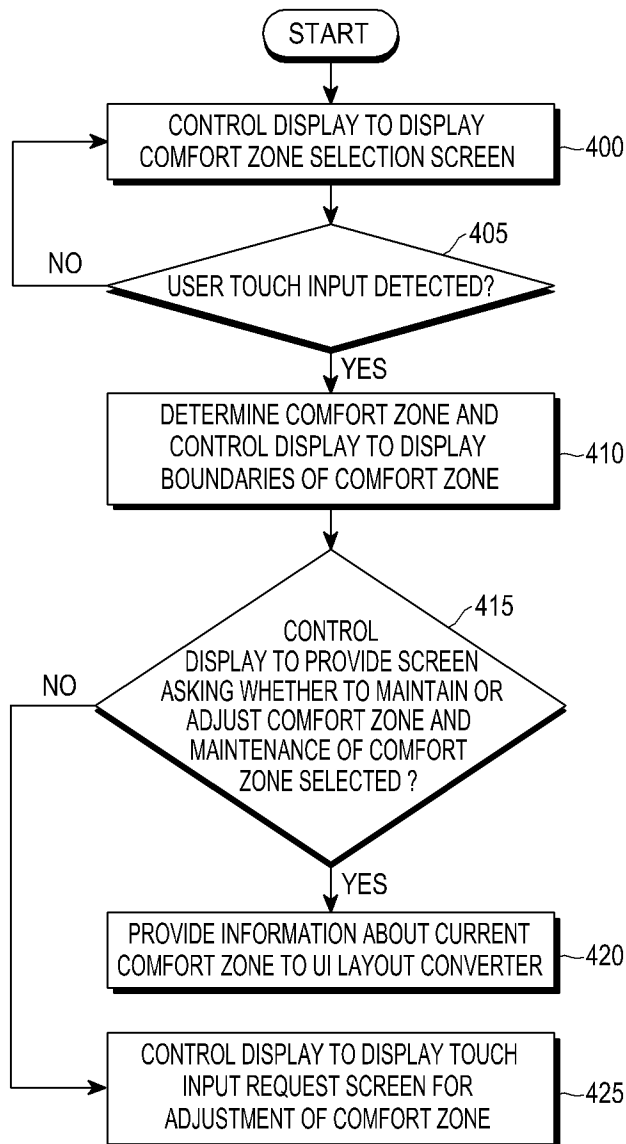 START
CONTROL DISPLAY TO DISPLAY
COMFORT ZONE SELECTION SCREEN
400
405
NO
USER TOUCH INPUT DETECTED?
YES
DETERMINE COMFORT ZONE AND
CONTROL DISPLAY TO DISPLAY
BOUNDARIES OF COMFORT ZONE
410
415
CONTROL
DISPLAY TO PROVIDE SCREEN
ASKING WHETHER TO MAINTAIN OR
ADJUST COMFORT ZONE AND
MAINTENANCE OF COMFORT
ZONE SELECTED ?
NO
YES
PROVIDE INFORMATION ABOUT CURRENT
COMFORT ZONE TO UI LAYOUT CONVERTER
420
CONTROL DISPLAY TO DISPLAY TOUCH
INPUT REQUEST SCREEN FOR
ADJUSTMENT OF COMFORT ZONE
425